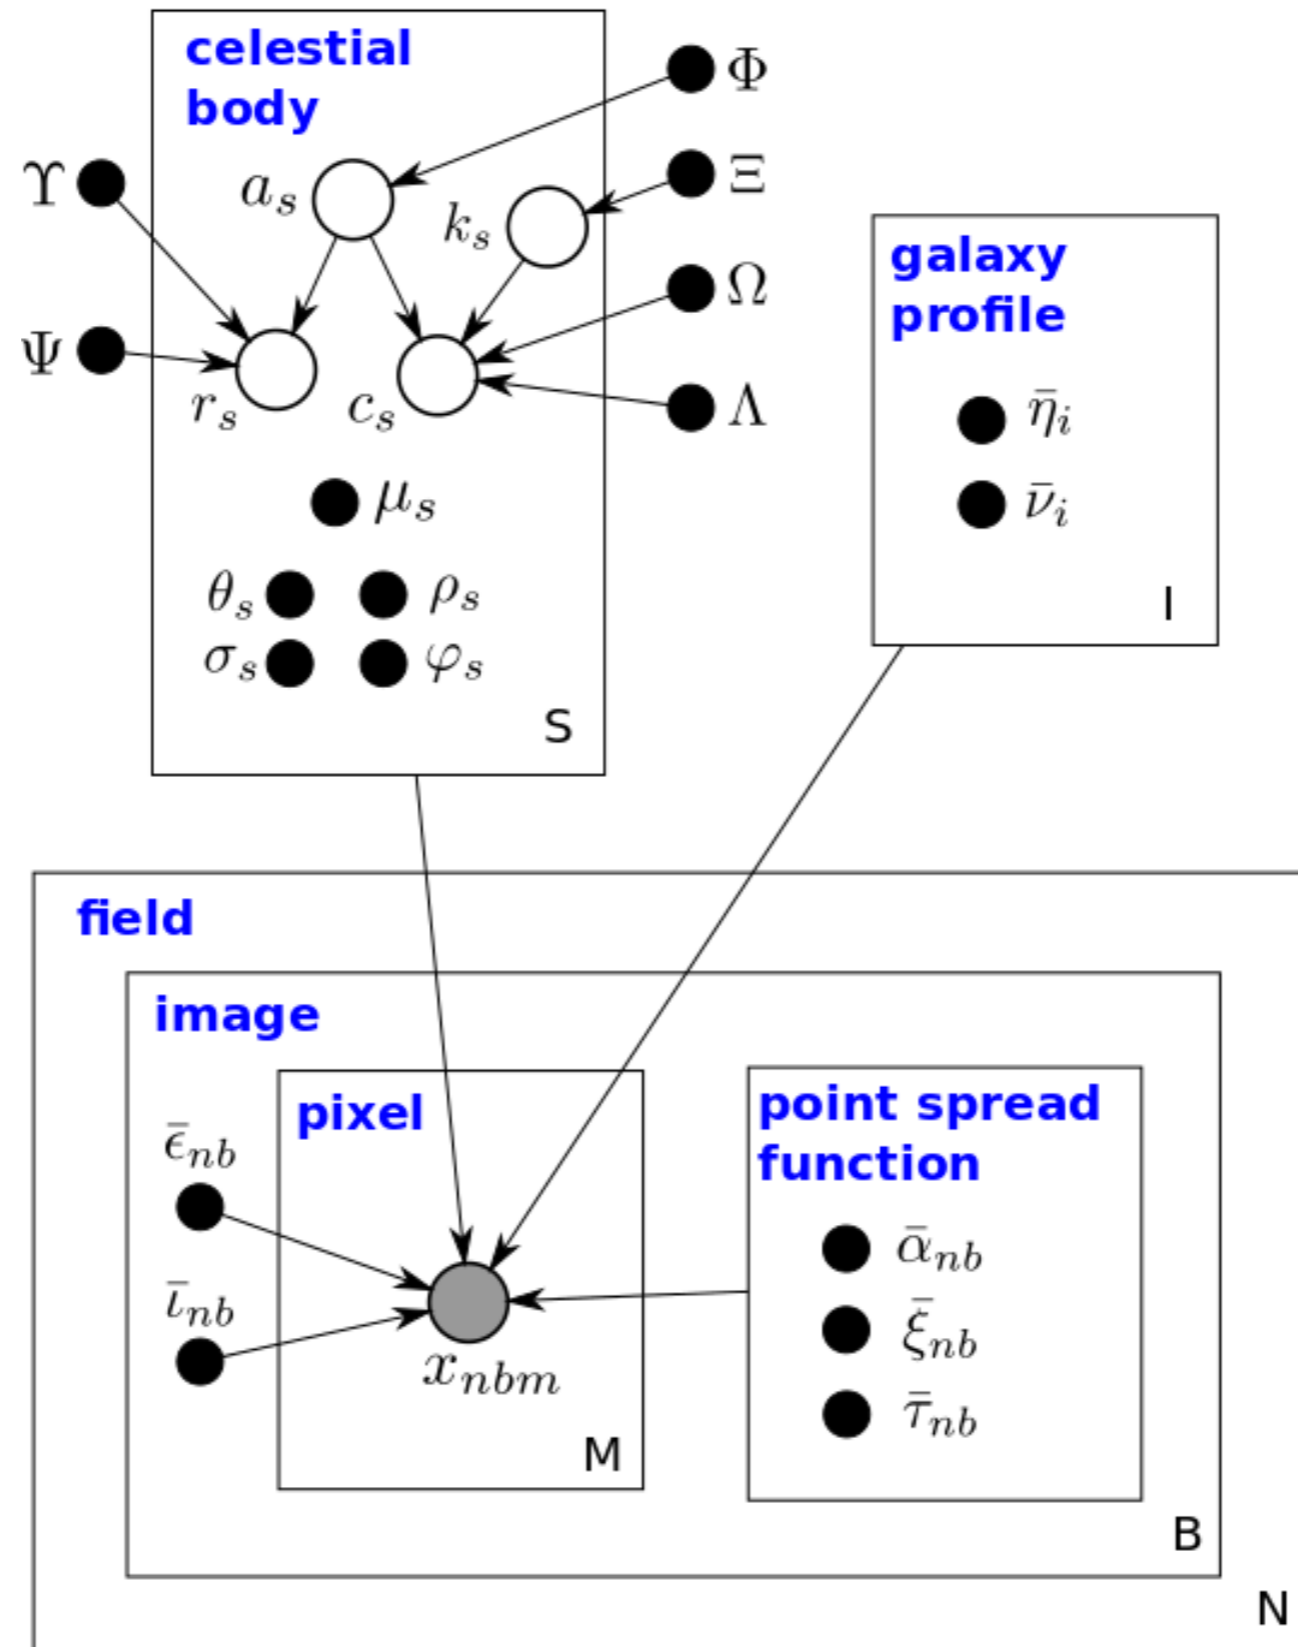 celestial
body
Φ
Ξ
Υ
a_s
k_s
Ω
Ψ
r_s
c_s
Λ
μ_s
θ_s
ρ_s
σ_s
φ_s
S
galaxy
profile
η̄_i
ν̄_i
I
field
image
pixel
ε̄_nb
ῑ_nb
x_nbm
M
point spread
function
ᾱ_nb
ξ̄_nb
τ̄_nb
B
N